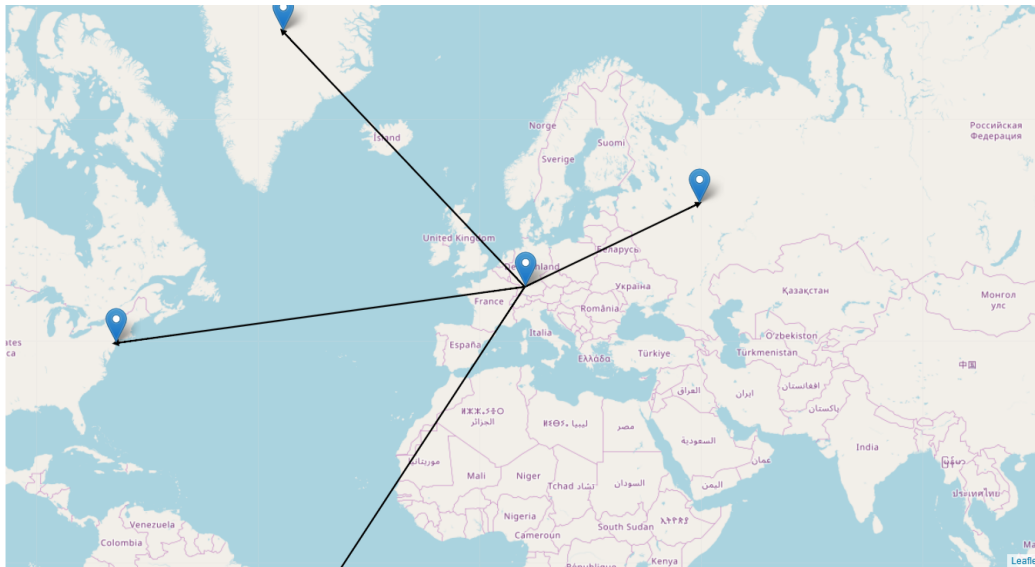 Ísland
Norge
Suomi
Sverige
Российская
Федерация
United Kingdom
Беларусь
Deutschland
Україна
France
România
Italia
España
Ελλάδα
Türkiye
Қазақстан
Монгол
улс
O'zbekiston
Türkmenistan
中国
ates
ca
ⵍⵣⵣⴰⵢⴻⵔ
الجزائر
ليبيا
مصر
العراق
ایران
افغانستان
پاکستان
السعودية
عمان
اليمن
India
ประเทศไทย
موريتانيا
Mali
Niger
Tchad تشاد
السودان
Nigeria
South Sudan
Cameroun
République
Kenya
Venezuela
Colombia
Ma
Leafle